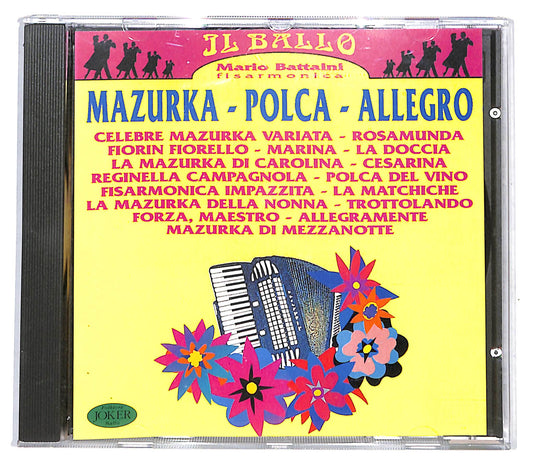 IL BALLO
Mario Battaini
fisarmonica
MAZURKA - POLCA - ALLEGRO
CELEBRE MAZURKA VARIATA - ROSAMUNDA
FIORIN FIORELLO - MARINA - LA DOCCIA
LA MAZURKA DI CAROLINA - CESARINA
REGINELLA CAMPAGNOLA - POLCA DEL VINO
FISARMONICA IMPAZZITA - LA MATCHICHE
LA MAZURKA DELLA NONNA - TROTTOLANDO
FORZA, MAESTRO - ALLEGRAMENTE
MAZURKA DI MEZZANOTTE
Folklore
JOKER
Ballo